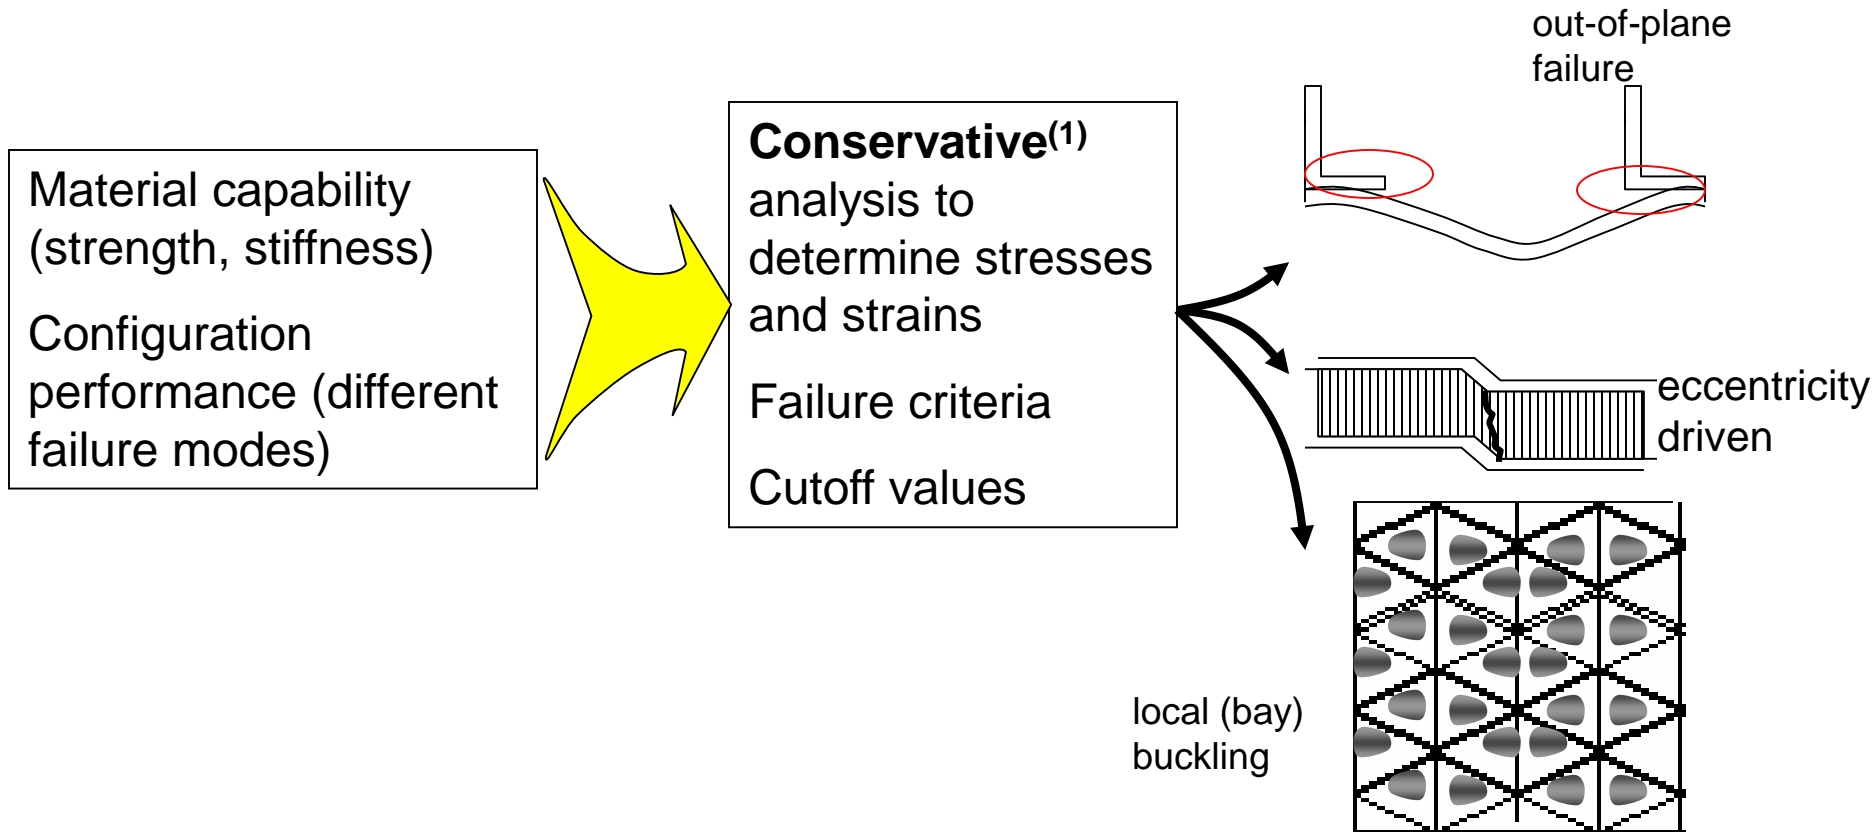 Material capability
(strength, stiffness)
Configuration
performance (different
failure modes)
Conservative(1)
analysis to
determine stresses
and strains
Failure criteria
Cutoff values
out-of-plane
failure
eccentricity
driven
local (bay)
buckling